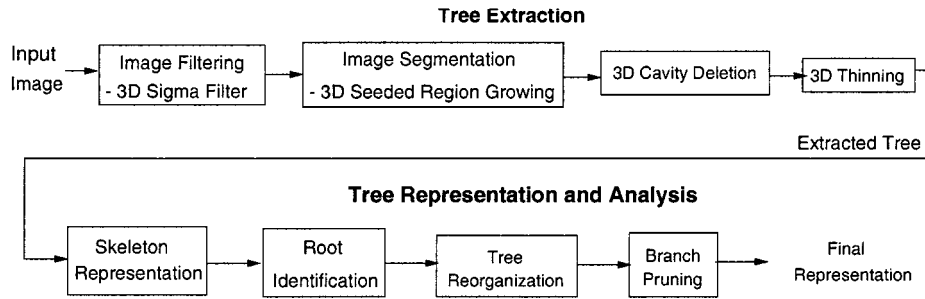 Tree Extraction
Input
Image
Image Filtering
- 3D Sigma Filter
Image Segmentation
- 3D Seeded Region Growing
3D Cavity Deletion
3D Thinning
Extracted Tree
Tree Representation and Analysis
Skeleton
Representation
Root
Identification
Tree
Reorganization
Branch
Pruning
Final
Representation